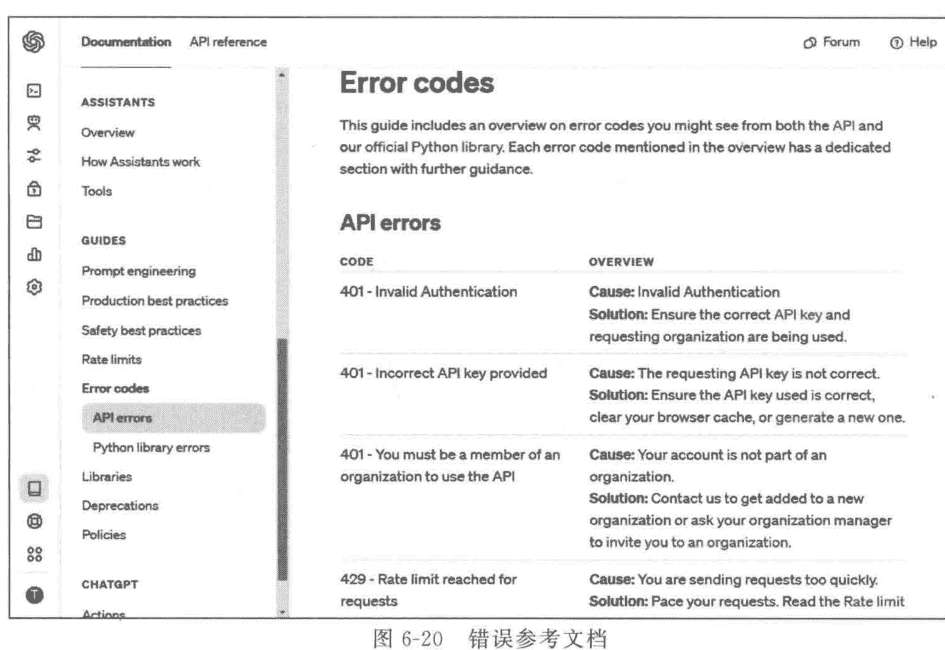 Documentation API reference
Forum Help
ASSISTANTS
Overview
How Assistants work
Tools
GUIDES
Prompt engineering
Production best practices
Safety best practices
Rate limits
Error codes
API errors
Python library errors
Libraries
Deprecations
Policies
CHATGPT
Actions
T
Error codes
This guide includes an overview on error codes you might see from both the API and
our official Python library. Each error code mentioned in the overview has a dedicated
section with further guidance.
API errors
CODE OVERVIEW
401 - Invalid Authentication
Cause: Invalid Authentication
Solution: Ensure the correct API key and
requesting organization are being used.
401 - Incorrect API key provided
Cause: The requesting API key is not correct.
Solution: Ensure the API key used is correct,
clear your browser cache, or generate a new one.
401 - You must be a member of an
organization to use the API
Cause: Your account is not part of an
organization.
Solution: Contact us to get added to a new
organization or ask your organization manager
to invite you to an organization.
429 - Rate limit reached for
requests
Cause: You are sending requests too quickly.
Solution: Pace your requests. Read the Rate limit
图 6-20 错误参考文档